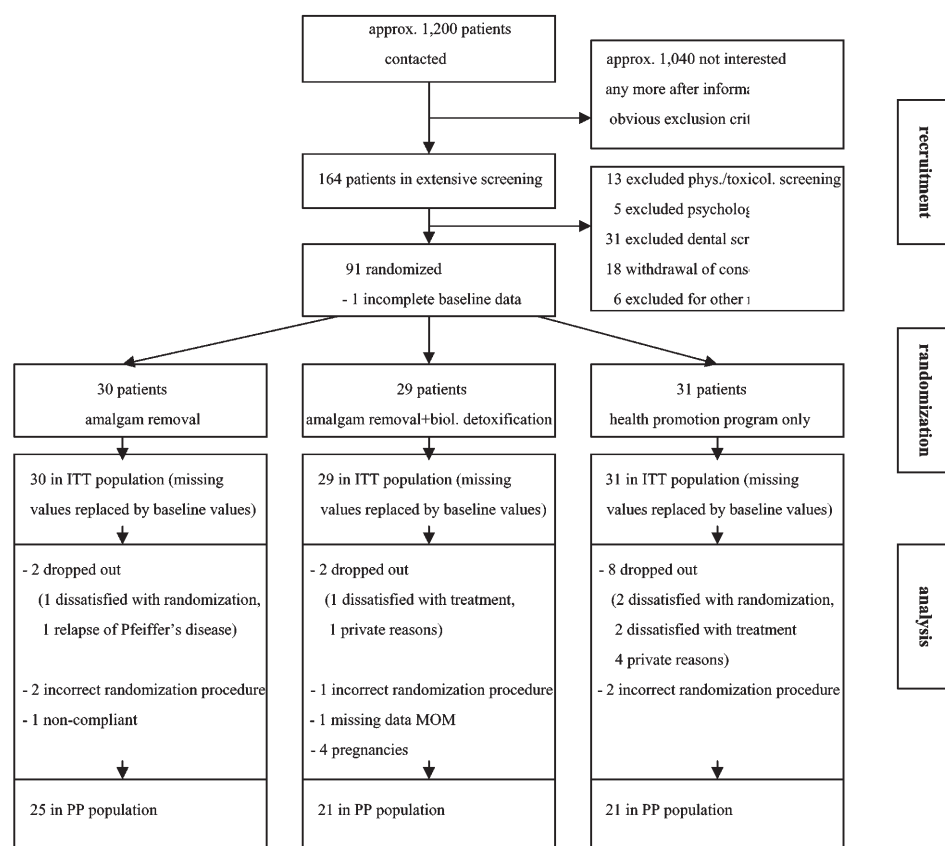 approx. 1,200 patients
contacted
approx. 1,040 not interested
any more after informa
obvious exclusion crit
recruitment
164 patients in extensive screening
13 excluded phys./toxicol. screening
5 excluded psycholog
31 excluded dental scr
18 withdrawal of cons
6 excluded for other
91 randomized
- 1 incomplete baseline data
randomization
30 patients
amalgam removal
29 patients
amalgam removal+biol. detoxification
31 patients
health promotion program only
30 in ITT population (missing
values replaced by baseline values)
29 in ITT population (missing
values replaced by baseline values)
31 in ITT population (missing
values replaced by baseline values)
analysis
- 2 dropped out
(1 dissatisfied with randomization,
1 relapse of Pfeiffer's disease)
- 2 incorrect randomization procedure
- 1 non-compliant
- 2 dropped out
(1 dissatisfied with treatment,
1 private reasons)
- 1 incorrect randomization procedure
- 1 missing data MOM
- 4 pregnancies
- 8 dropped out
(2 dissatisfied with randomization,
2 dissatisfied with treatment
4 private reasons)
- 2 incorrect randomization procedure
25 in PP population
21 in PP population
21 in PP population